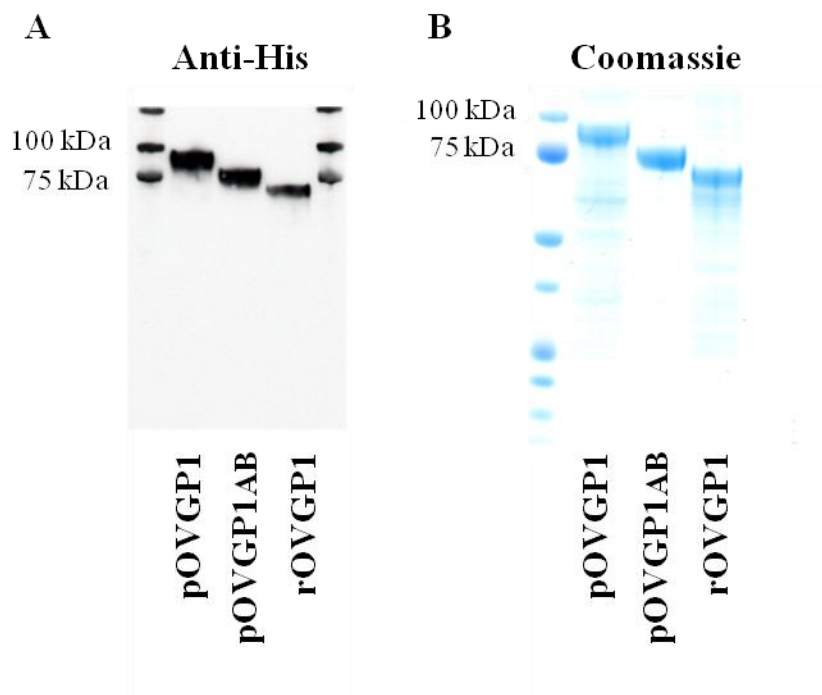 A
Anti-His
100 kDa
75 kDa
pOVGP1
pOVGP1AB
rOVGP1
B
Coomassie
100 kDa
75 kDa
pOVGP1
pOVGP1AB
rOVGP1